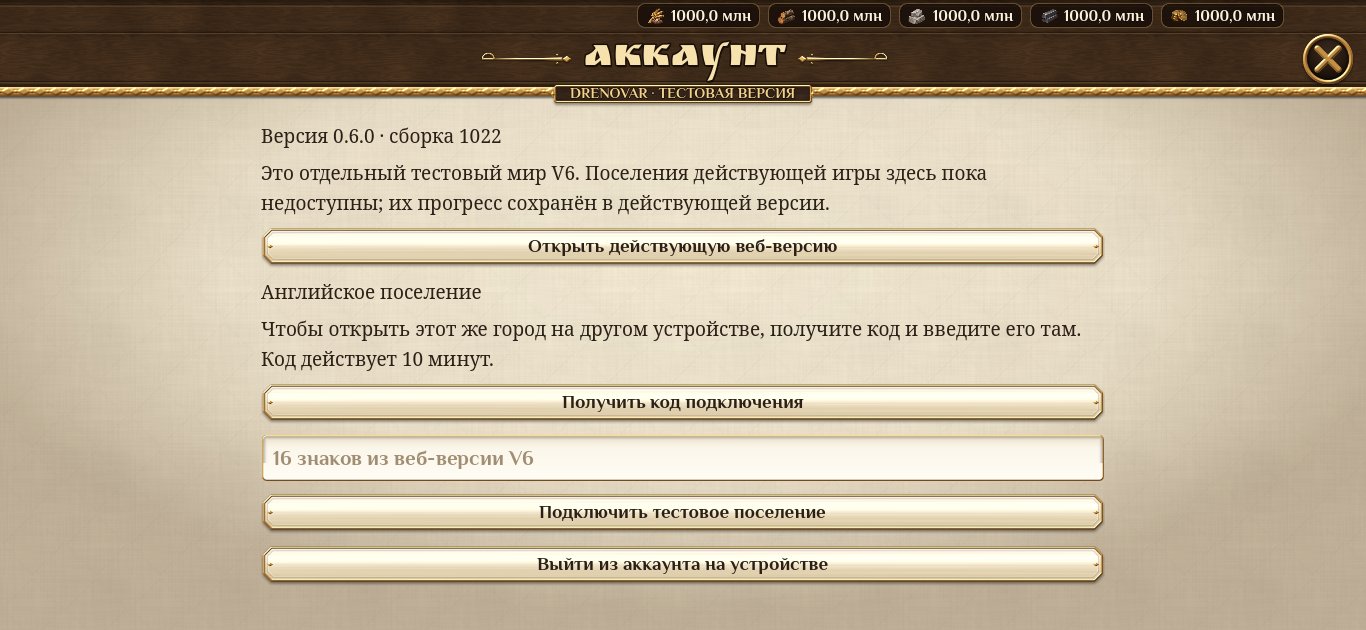 1000,0 млн 1000,0 млн 1000,0 млн 1000,0 млн 1000,0 млн
аккаунт
DRENOVAR · ТЕСТОВАЯ ВЕРСИЯ
Версия 0.6.0 · сборка 1022
Это отдельный тестовый мир V6. Поселения действующей игры здесь пока
недоступны; их прогресс сохранён в действующей версии.
Открыть действующую веб-версию
Английское поселение
Чтобы открыть этот же город на другом устройстве, получите код и введите его там.
Код действует 10 минут.
Получить код подключения
16 знаков из веб-версии V6
Подключить тестовое поселение
Выйти из аккаунта на устройстве